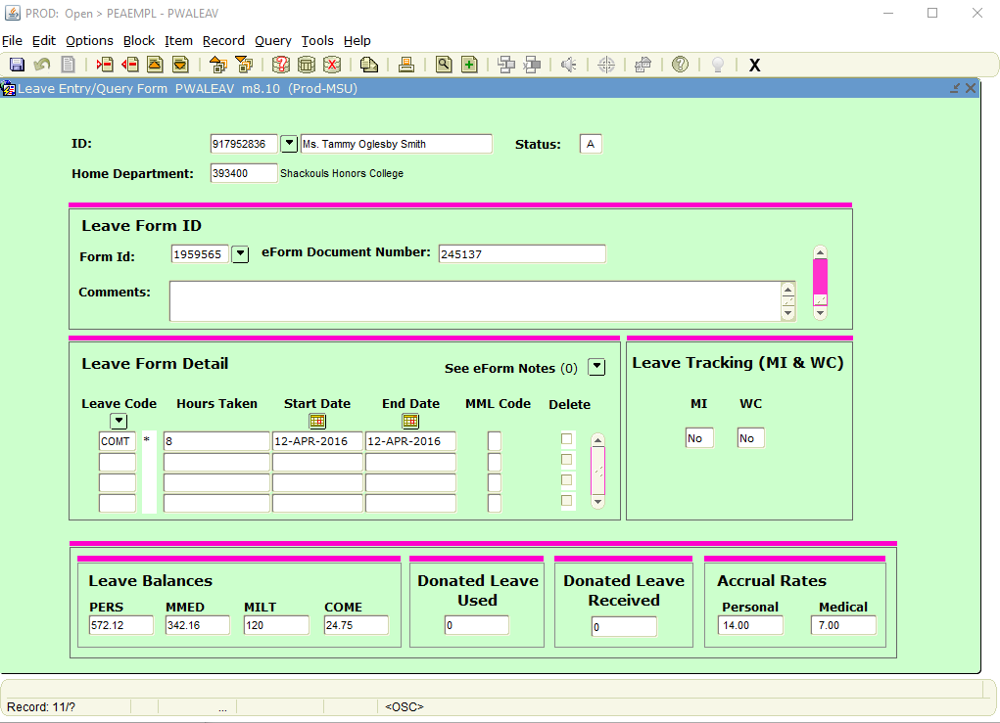 PROD:  Open > PEAEMPL - PWALEAV
File Edit Options Block Item Record Query Tools Help
X
Leave Entry/Query Form  PWALEAV  m8.10  (Prod-MSU)
ID: 917952836 Ms. Tammy Oglesby Smith Status: A
Home Department: 393400 Shackouls Honors College
Leave Form ID
Form Id: 1959565 eForm Document Number: 245137
Comments:
Leave Form Detail
See eForm Notes (0)
Leave Code Hours Taken Start Date End Date MML Code Delete
COMT * 8 12-APR-2016 12-APR-2016
Leave Tracking (MI & WC)
MI WC
No No
Leave Balances
PERS MMED MILT COME
572.12 342.16 120 24.75
Donated Leave
Used
0
Donated Leave
Received
0
Accrual Rates
Personal Medical
14.00 7.00
Record: 11/? ... <OSC>